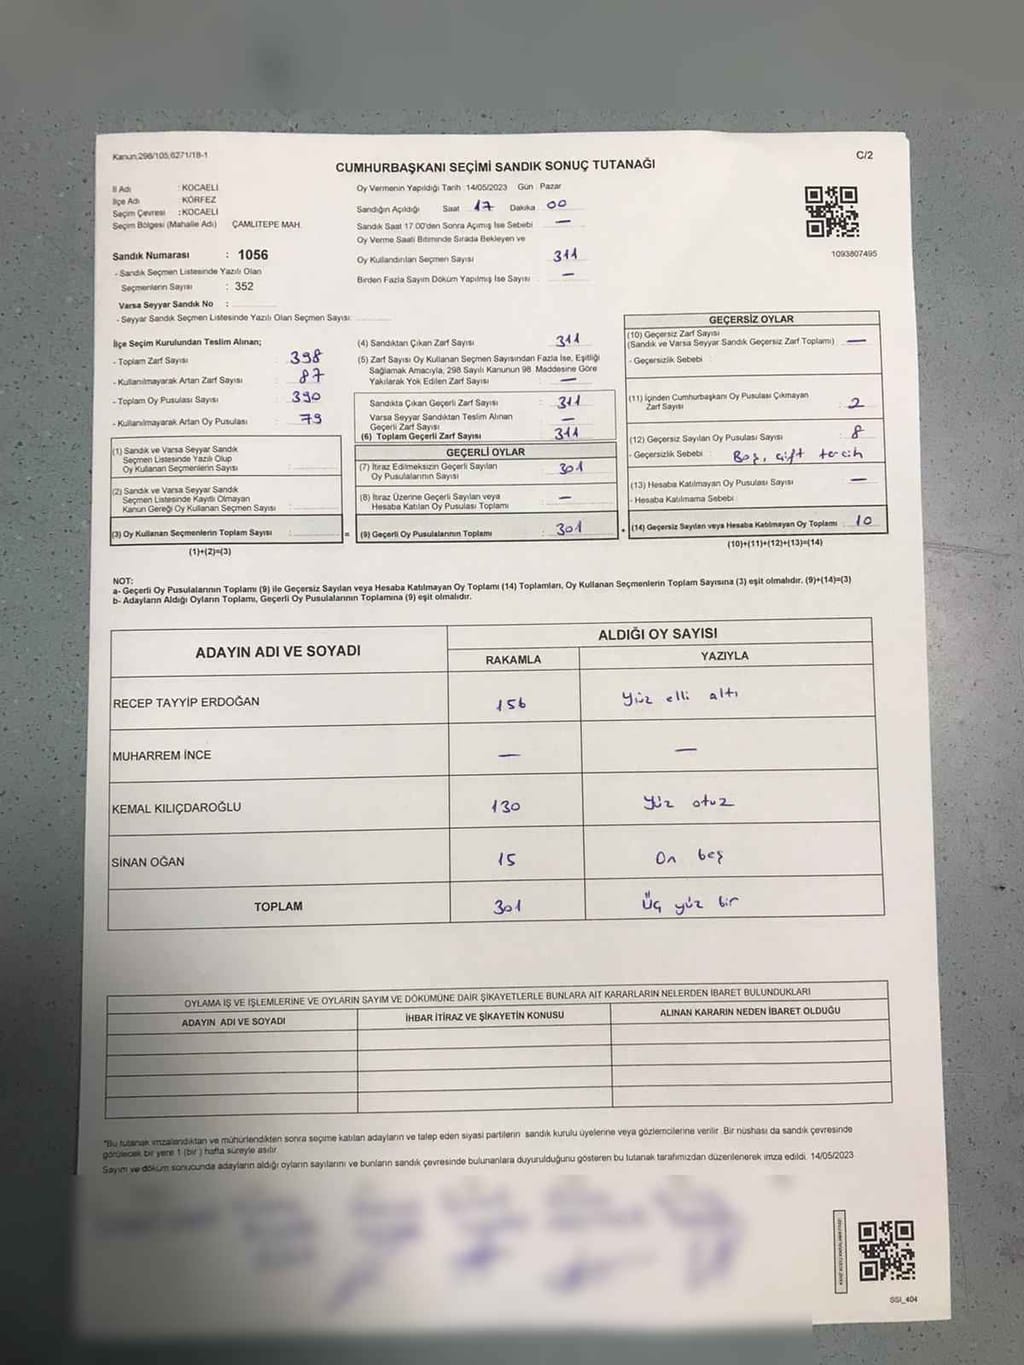 Kanun:298/105,6271/18-1
C/2
CUMHURBAŞKANI SEÇİMİ SANDIK SONUÇ TUTANAĞI
İl Adı : KOCAELİ
İlçe Adı : KÖRFEZ
Seçim Çevresi : KOCAELİ
Seçim Bölgesi (Mahalle Adı) ÇAMLITEPE MAH.
Sandık Numarası : 1056
- Sandık Seçmen Listesinde Yazılı Olan
Seçmenlerin Sayısı : 352
Varsa Seyyar Sandık No :
- Seyyar Sandık Seçmen Listesinde Yazılı Olan Seçmen Sayısı:
Oy Vermenin Yapıldığı Tarih :14/05/2023 Gün : Pazar
Sandığın Açıldığı Saat 17 Dakika 00
Sandık Saat 17.00'den Sonra Açılmış İse Sebebi —
Oy Verme Saati Bitiminde Sırada Bekleyen ve
Oy Kullandırılan Seçmen Sayısı 311
Birden Fazla Sayım Döküm Yapılmış İse Sayısı —
1093807495
İlçe Seçim Kurulundan Teslim Alınan;
- Toplam Zarf Sayısı 398
- Kullanılmayarak Artan Zarf Sayısı 87
- Toplam Oy Pusulası Sayısı 390
- Kullanılmayarak Artan Oy Pusulası 79
(1) Sandık ve Varsa Seyyar Sandık
Seçmen Listesinde Yazılı Olup
Oy Kullanan Seçmenlerin Sayısı :
(2) Sandık ve Varsa Seyyar Sandık
Seçmen Listesinde Kayıtlı Olmayan
Kanun Gereği Oy Kullanan Seçmen Sayısı :
(3) Oy Kullanan Seçmenlerin Toplam Sayısı :
(1)+(2)=(3)
=
(4) Sandıktan Çıkan Zarf Sayısı 311
(5) Zarf Sayısı Oy Kullanan Seçmen Sayısından Fazla İse, Eşitliği
Sağlamak Amacıyla, 298 Sayılı Kanunun 98. Maddesine Göre
Yakılarak Yok Edilen Zarf Sayısı : —
Sandıkta Çıkan Geçerli Zarf Sayısı : 311
Varsa Seyyar Sandıktan Teslim Alınan
Geçerli Zarf Sayısı : —
(6) Toplam Geçerli Zarf Sayısı : 311
GEÇERLİ OYLAR
(7) İtiraz Edilmeksizin Geçerli Sayılan
Oy Pusulalarının Sayısı : 301
(8) İtiraz Üzerine Geçerli Sayılan veya
Hesaba Katılan Oy Pusulası Toplamı : —
(9) Geçerli Oy Pusulalarının Toplamı : 301
+
GEÇERSİZ OYLAR
(10) Geçersiz Zarf Sayısı
(Sandık ve Varsa Seyyar Sandık Geçersiz Zarf Toplamı) : —
- Geçersizlik Sebebi :
(11) İçinden Cumhurbaşkanı Oy Pusulası Çıkmayan
Zarf Sayısı : 2
(12) Geçersiz Sayılan Oy Pusulası Sayısı : 8
- Geçersizlik Sebebi : Boş, çift tercih
(13) Hesaba Katılmayan Oy Pusulası Sayısı : —
- Hesaba Katılmama Sebebi :
(14) Geçersiz Sayılan veya Hesaba Katılmayan Oy Toplamı : 10
(10)+(11)+(12)+(13)=(14)
NOT:
a- Geçerli Oy Pusulalarının Toplamı (9) ile Geçersiz Sayılan veya Hesaba Katılmayan Oy Toplamı (14) Toplamları, Oy Kullanan Seçmenlerin Toplam Sayısına (3) eşit olmalıdır. (9)+(14)=(3)
b- Adayların Aldığı Oyların Toplamı, Geçerli Oy Pusulalarının Toplamına (9) eşit olmalıdır.
ADAYIN ADI VE SOYADI
ALDIĞI OY SAYISI
RAKAMLA YAZIYLA
RECEP TAYYİP ERDOĞAN 156 Yüz elli altı
MUHARREM İNCE — —
KEMAL KILIÇDAROĞLU 130 Yüz otuz
SİNAN OĞAN 15 On beş
TOPLAM 301 Üç yüz bir
OYLAMA İŞ VE İŞLEMLERİNE VE OYLARIN SAYIM VE DÖKÜMÜNE DAİR ŞİKAYETLERLE BUNLARA AİT KARARLARIN NELERDEN İBARET BULUNDUKLARI
ADAYIN ADI VE SOYADI İHBAR İTİRAZ VE ŞİKAYETİN KONUSU ALINAN KARARIN NEDEN İBARET OLDUĞU
*Bu tutanak imzalandıktan ve mühürlendikten sonra seçime katılan adayların ve talep eden siyasi partilerin sandık kurulu üyelerine veya gözlemcilerine verilir. Bir nüshası da sandık çevresinde
görülecek bir yere 1 (bir) hafta süreyle asılır.
Sayım ve döküm sonucunda adayların aldığı oyların sayılarını ve bunların sandık çevresinde bulunanlara duyurulduğunu gösteren bu tutanak tarafımızdan düzenlenerek imza edildi. 14/05/2023
SSI_404